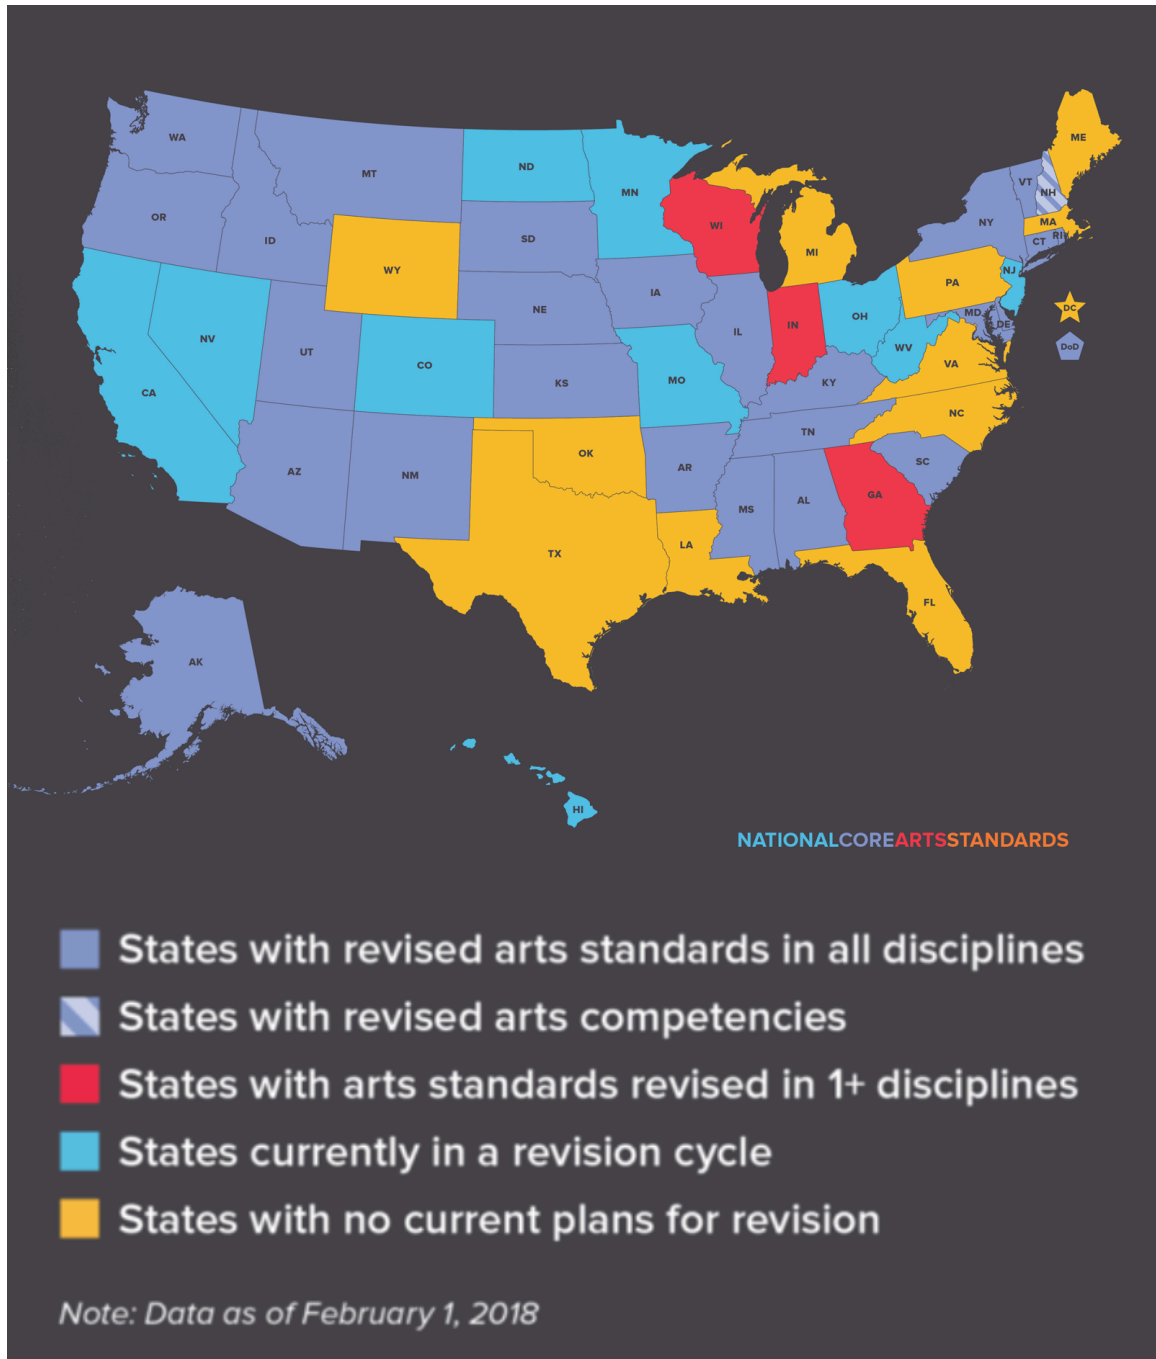 WA
MT
ND
MN
ME
OR
ID
WY
SD
WI
MI
VT
NH
NY
MA
CT
RI
NV
UT
CO
NE
IA
IL
IN
OH
PA
NJ
MD
DE
DC
DoD
CA
KS
MO
KY
WV
VA
AZ
NM
OK
AR
TN
NC
SC
TX
LA
MS
AL
GA
FL
AK
HI
NATIONALCOREARTSSTANDARDS
States with revised arts standards in all disciplines
States with revised arts competencies
States with arts standards revised in 1+ disciplines
States currently in a revision cycle
States with no current plans for revision
Note: Data as of February 1, 2018